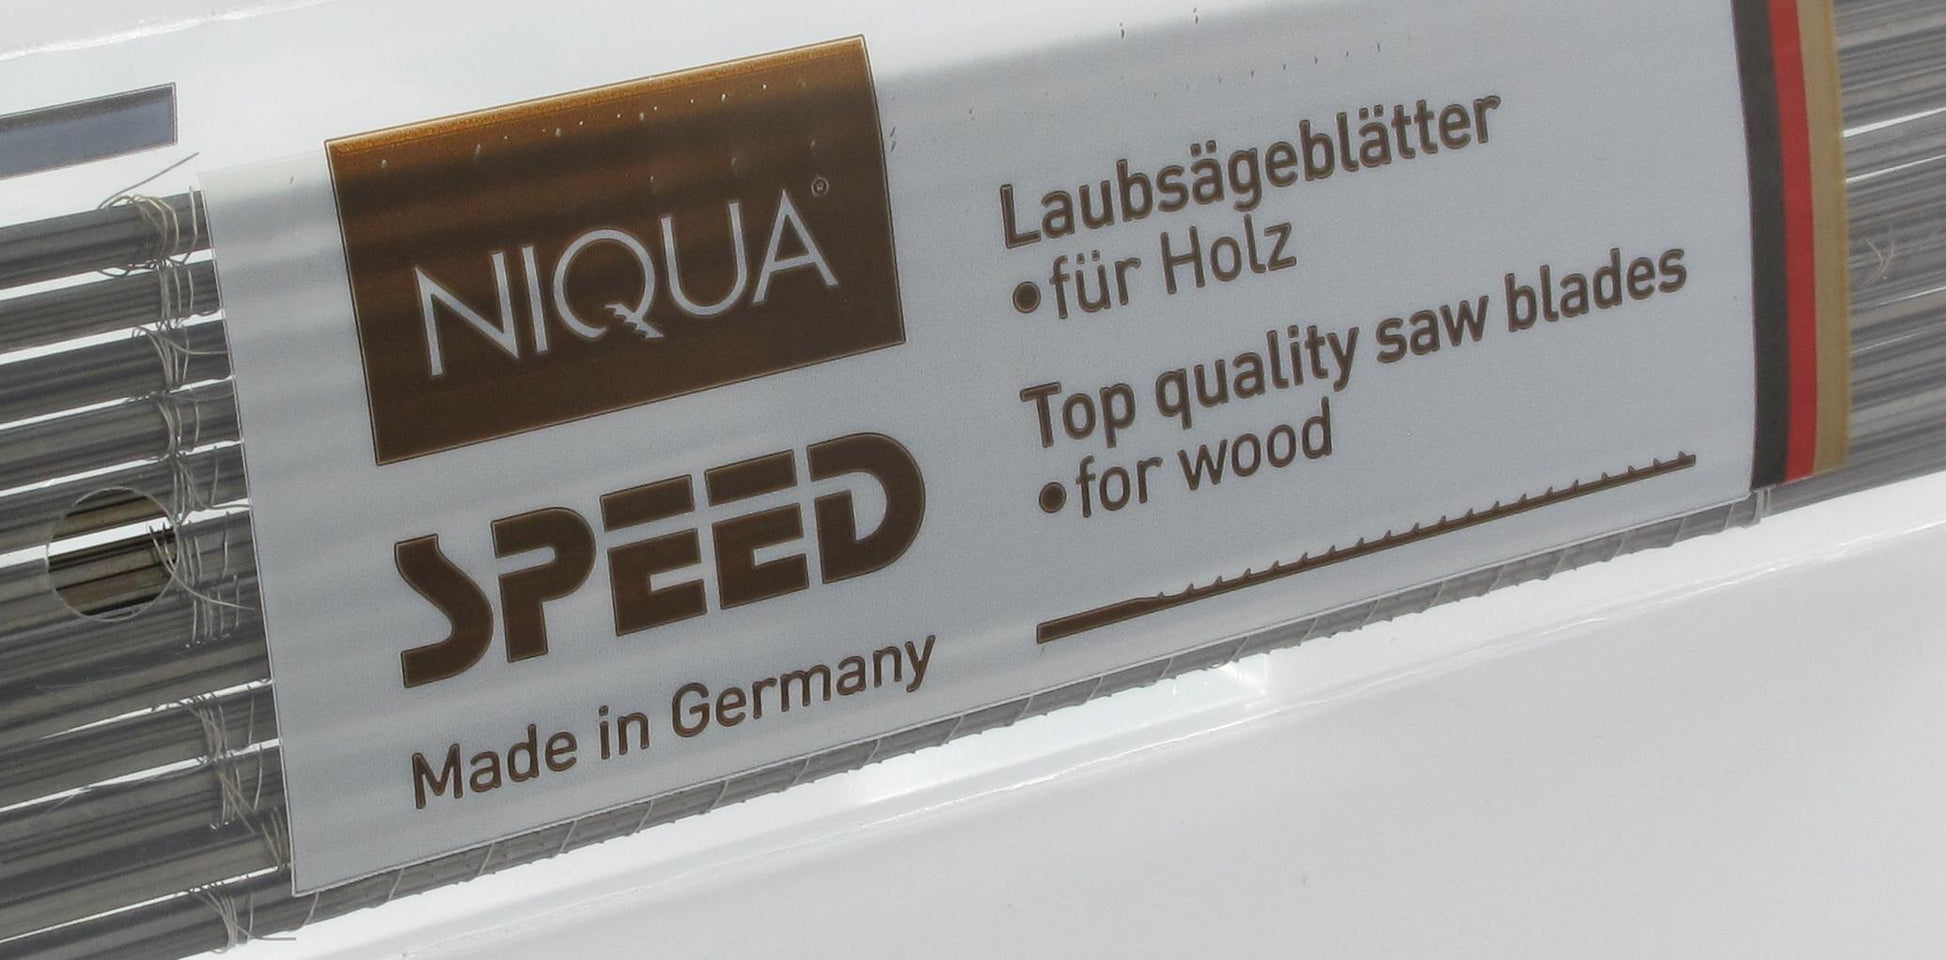 NIQUA®
SPEED
Made in Germany
Laubsägeblätter
•für Holz
Top quality saw blades
•for wood